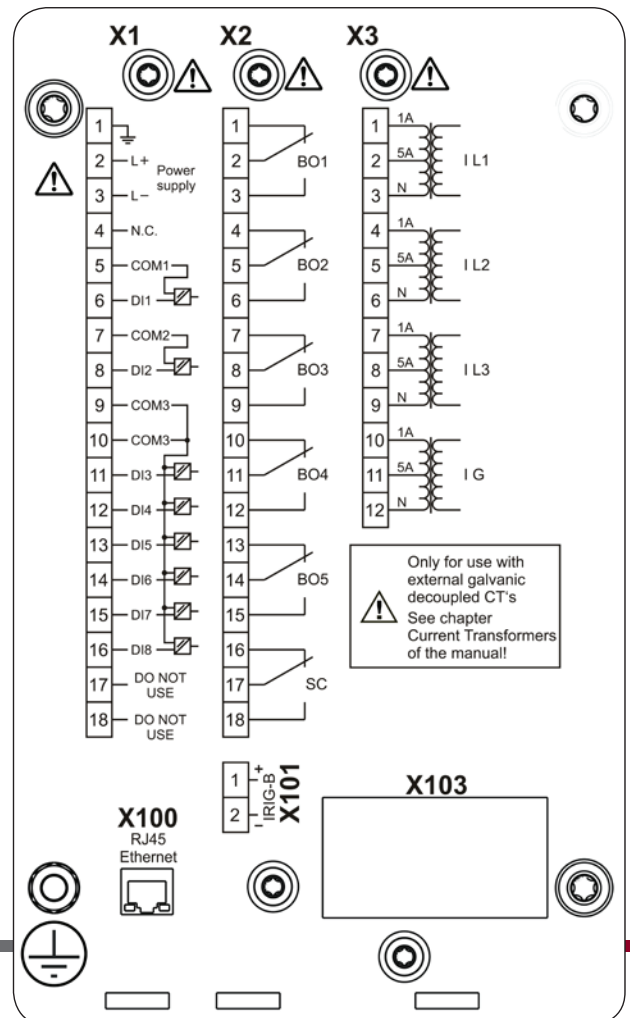 X1
X2
X3
1
2 L+
Power
supply
3 L–
4 N.C.
5 COM1
6 DI1
7 COM2
8 DI2
9 COM3
10 COM3
11 DI3
12 DI4
13 DI5
14 DI6
15 DI7
16 DI8
17 DO NOT
USE
18 DO NOT
USE
1
2 BO1
3
4
5 BO2
6
7
8 BO3
9
10
11 BO4
12
13
14 BO5
15
16
17 SC
18
1 1A
2 5A I L1
3 N
4 1A
5 5A I L2
6 N
7 1A
8 5A I L3
9 N
10 1A
11 5A I G
12 N
Only for use with
external galvanic
decoupled CT's
See chapter
Current Transformers
of the manual!
1 +
2 –
IRIG-B
X101
X103
X100
RJ45
Ethernet